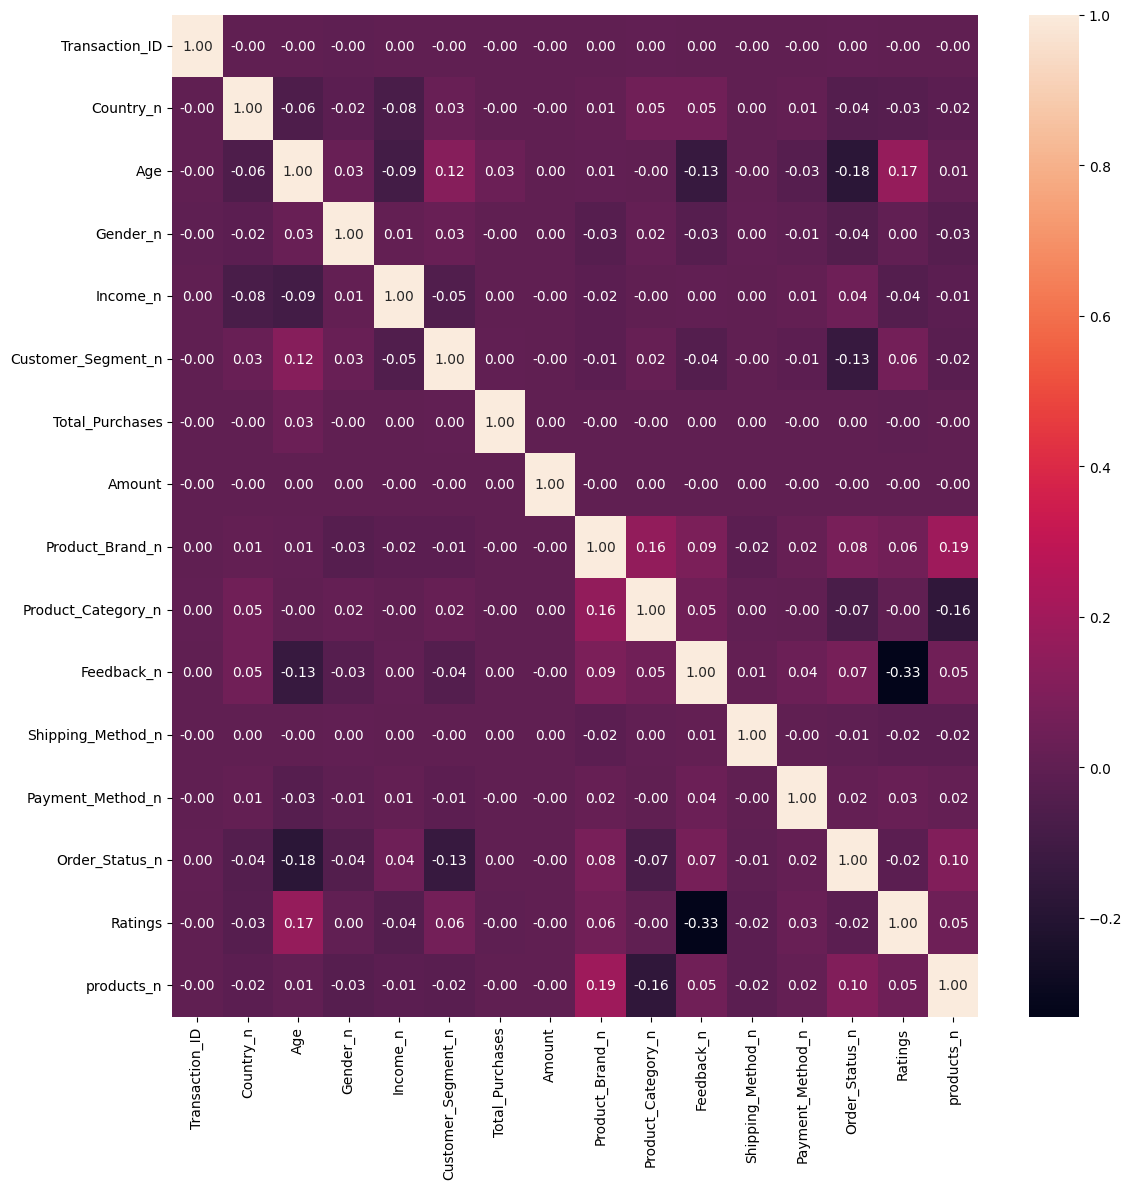 Transaction_ID 1.00 -0.00 -0.00 -0.00 0.00 -0.00 -0.00 -0.00 0.00 0.00 0.00 -0.00 -0.00 0.00 -0.00 -0.00
Country_n -0.00 1.00 -0.06 -0.02 -0.08 0.03 -0.00 -0.00 0.01 0.05 0.05 0.00 0.01 -0.04 -0.03 -0.02
Age -0.00 -0.06 1.00 0.03 -0.09 0.12 0.03 0.00 0.01 -0.00 -0.13 -0.00 -0.03 -0.18 0.17 0.01
Gender_n -0.00 -0.02 0.03 1.00 0.01 0.03 -0.00 0.00 -0.03 0.02 -0.03 0.00 -0.01 -0.04 0.00 -0.03
Income_n 0.00 -0.08 -0.09 0.01 1.00 -0.05 0.00 0.00 -0.02 -0.00 0.00 0.00 0.01 0.04 -0.04 -0.01
Customer_Segment_n -0.00 0.03 0.12 0.03 -0.05 1.00 0.00 -0.00 -0.01 0.02 -0.04 -0.00 -0.01 -0.13 0.06 -0.02
Total_Purchases -0.00 -0.00 0.03 -0.00 0.00 0.00 1.00 0.00 -0.00 -0.00 0.00 0.00 -0.00 0.00 -0.00 -0.00
Amount -0.00 -0.00 0.00 0.00 0.00 -0.00 0.00 1.00 -0.00 0.00 -0.00 0.00 -0.00 -0.00 -0.00 -0.00
Product_Brand_n 0.00 0.01 0.01 -0.03 -0.02 -0.01 -0.00 -0.00 1.00 0.16 0.09 -0.02 0.02 0.08 0.06 0.19
Product_Category_n 0.00 0.05 -0.00 0.02 -0.00 0.02 -0.00 0.00 0.16 1.00 0.05 0.00 -0.00 -0.07 -0.00 -0.16
Feedback_n 0.00 0.05 -0.13 -0.03 0.00 -0.04 0.00 -0.00 0.09 0.05 1.00 0.01 0.04 0.07 -0.33 0.05
Shipping_Method_n -0.00 0.00 -0.00 0.00 0.00 -0.00 0.00 0.00 -0.02 0.00 0.01 1.00 -0.00 -0.01 -0.02 -0.02
Payment_Method_n -0.00 0.01 -0.03 -0.01 0.01 -0.01 -0.00 -0.00 0.02 -0.00 0.04 -0.00 1.00 0.02 0.03 0.02
Order_Status_n 0.00 -0.04 -0.18 -0.04 0.04 -0.13 0.00 -0.00 0.08 -0.07 0.07 -0.01 0.02 1.00 -0.02 0.10
Ratings -0.00 -0.03 0.17 0.00 -0.04 0.06 -0.00 -0.00 0.06 -0.00 -0.33 -0.02 0.03 -0.02 1.00 0.05
products_n -0.00 -0.02 0.01 -0.03 -0.01 -0.02 -0.00 -0.00 0.19 -0.16 0.05 -0.02 0.02 0.10 0.05 1.00
Transaction_ID
Country_n
Age
Gender_n
Income_n
Customer_Segment_n
Total_Purchases
Amount
Product_Brand_n
Product_Category_n
Feedback_n
Shipping_Method_n
Payment_Method_n
Order_Status_n
Ratings
products_n
1.0
0.8
0.6
0.4
0.2
0.0
−0.2